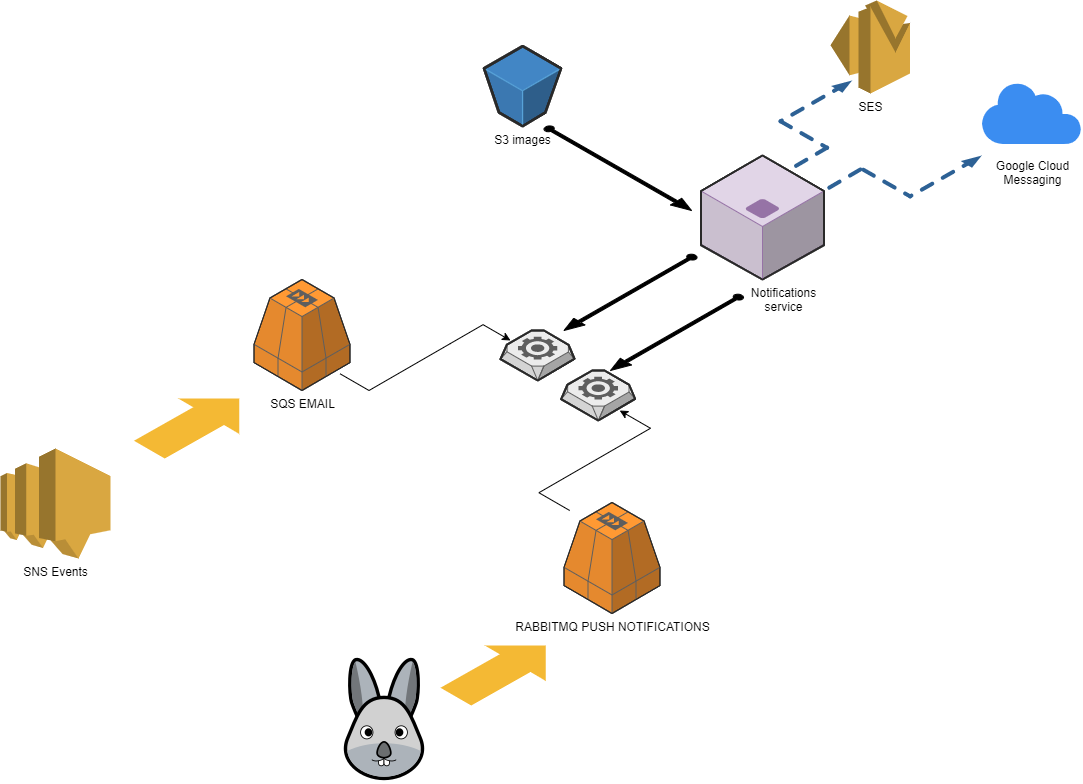 SES
S3 images
Google Cloud
Messaging
Notifications
service
SQS EMAIL
SNS Events
RABBITMQ PUSH NOTIFICATIONS